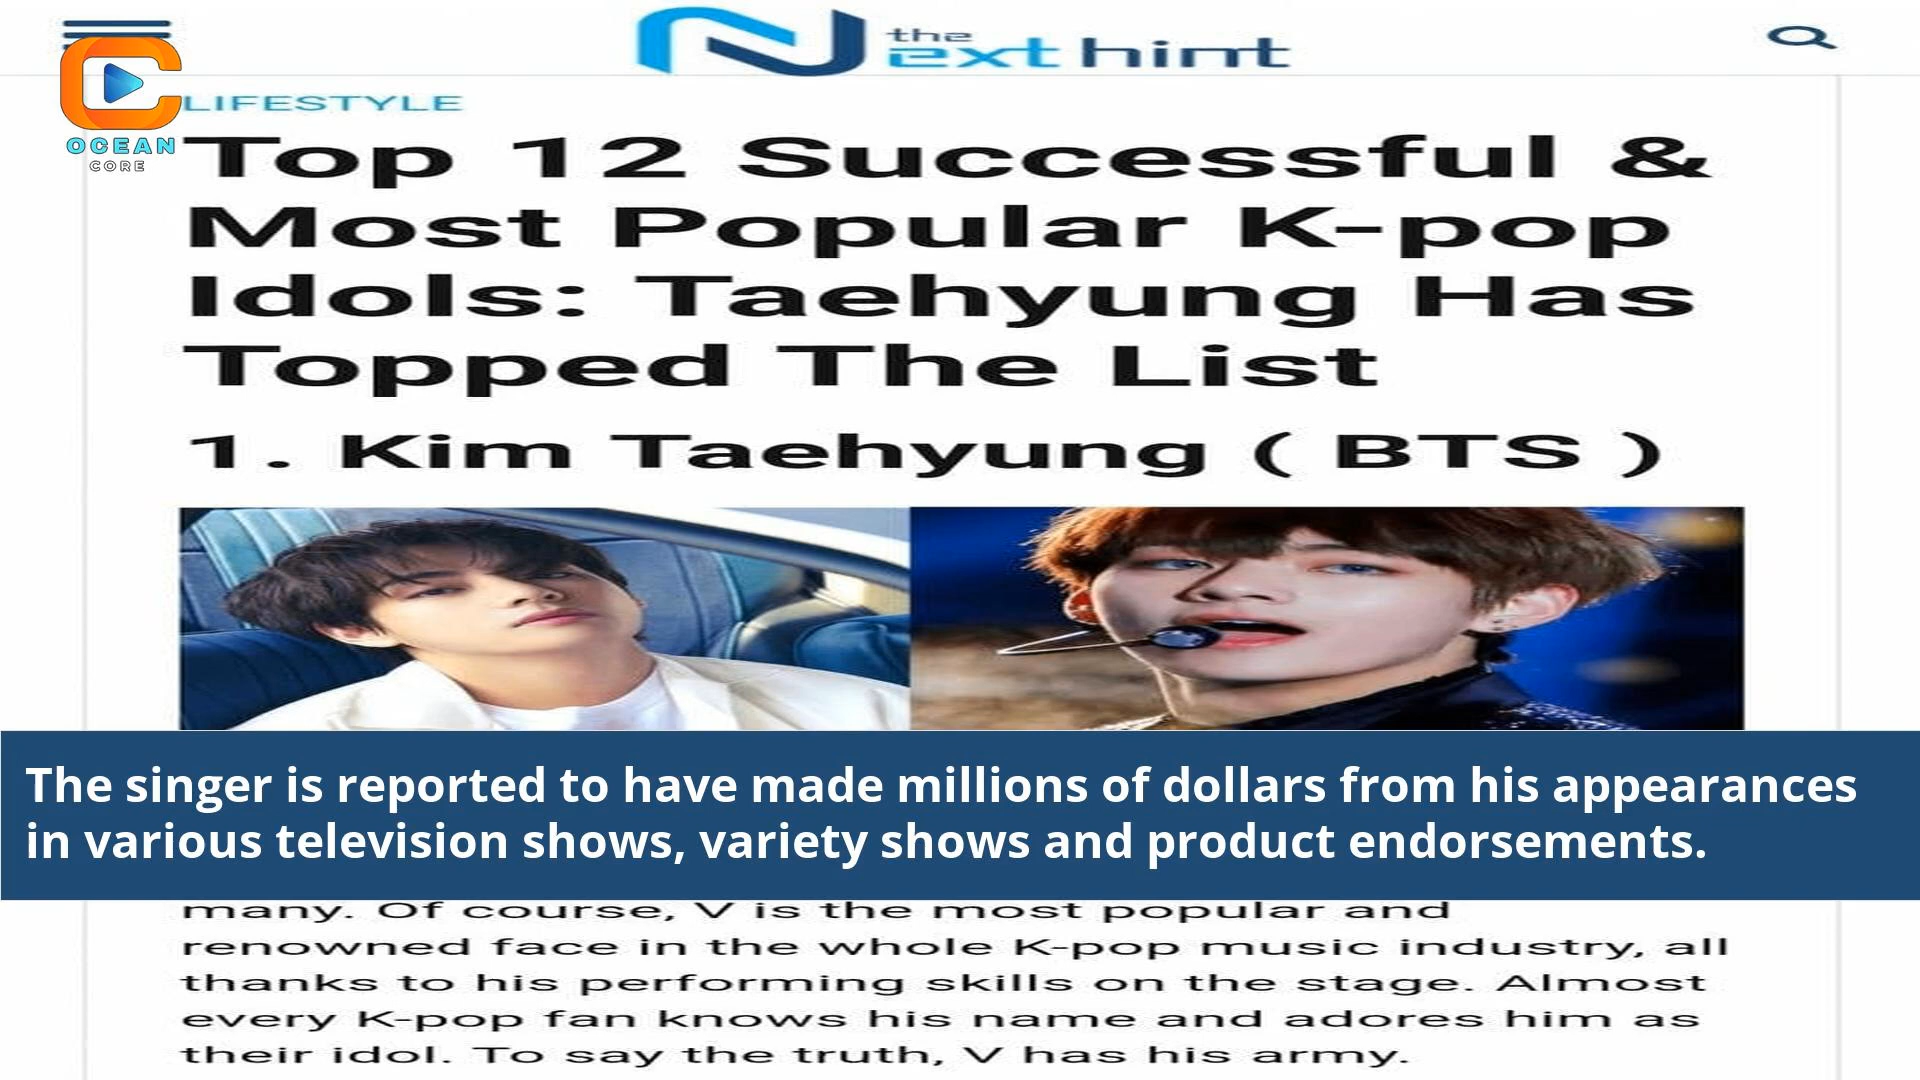 the
ext hint
OCEAN
CORE
LIFESTYLE
Top 12 Successful &
Most Popular K-pop
Idols: Taehyung Has
Topped The List
1. Kim Taehyung ( BTS )
The singer is reported to have made millions of dollars from his appearances
in various television shows, variety shows and product endorsements.
many. Of course, V is the most popular and
renowned face in the whole K-pop music industry, all
thanks to his performing skills on the stage. Almost
every K-pop fan knows his name and adores him as
their idol. To say the truth, V has his army.